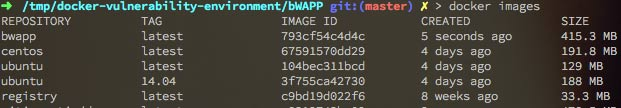 ➜ /tmp/docker-vulnerability-environment/bWAPP git:(master) ✗ > docker images
REPOSITORY TAG IMAGE ID CREATED SIZE
bwapp latest 793cf54c4d4c 5 seconds ago 415.3 MB
centos latest 67591570dd29 4 days ago 191.8 MB
ubuntu latest 104bec311bcd 4 days ago 129 MB
ubuntu 14.04 3f755ca42730 4 days ago 188 MB
registry latest c9bd19d022f6 8 weeks ago 33.3 MB